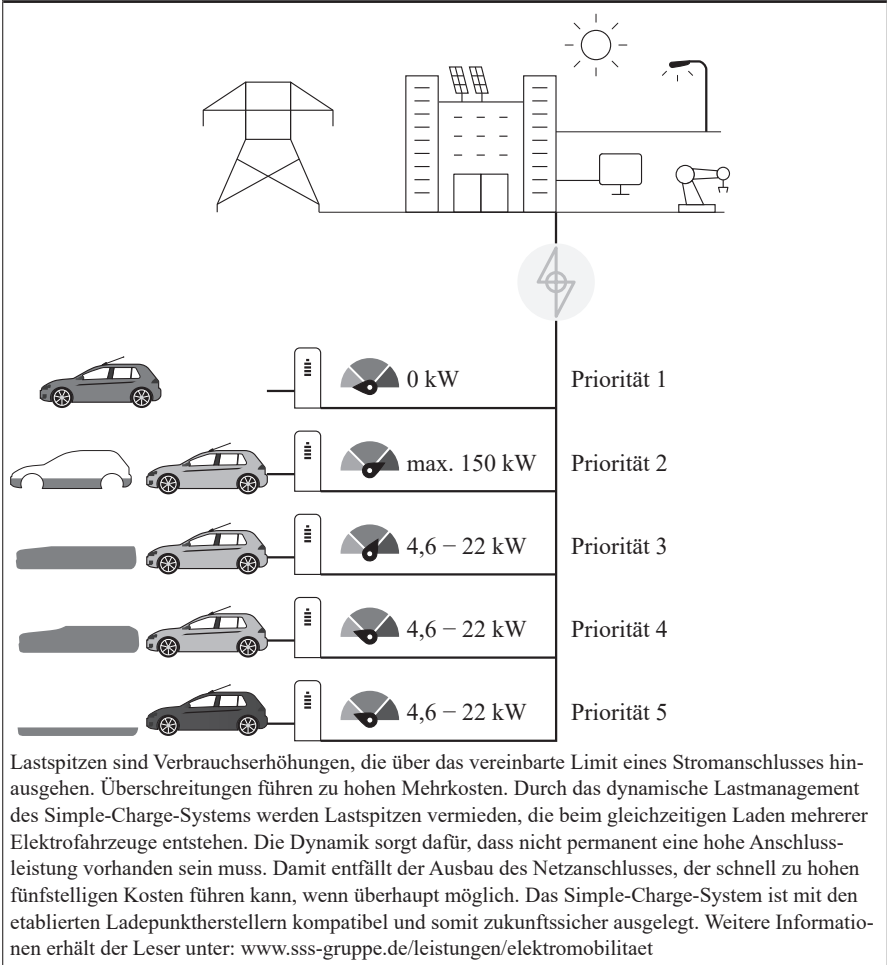 0 kW Priorität 1
max. 150 kW Priorität 2
4,6 − 22 kW Priorität 3
4,6 − 22 kW Priorität 4
4,6 − 22 kW Priorität 5
Lastspitzen sind Verbrauchserhöhungen, die über das vereinbarte Limit eines Stromanschlusses hin-
ausgehen. Überschreitungen führen zu hohen Mehrkosten. Durch das dynamische Lastmanagement
des Simple-Charge-Systems werden Lastspitzen vermieden, die beim gleichzeitigen Laden mehrerer
Elektrofahrzeuge entstehen. Die Dynamik sorgt dafür, dass nicht permanent eine hohe Anschluss-
leistung vorhanden sein muss. Damit entfällt der Ausbau des Netzanschlusses, der schnell zu hohen
fünfstelligen Kosten führen kann, wenn überhaupt möglich. Das Simple-Charge-System ist mit den
etablierten Ladepunktherstellern kompatibel und somit zukunftssicher ausgelegt. Weitere Informatio-
nen erhält der Leser unter: www.sss-gruppe.de/leistungen/elektromobilitaet